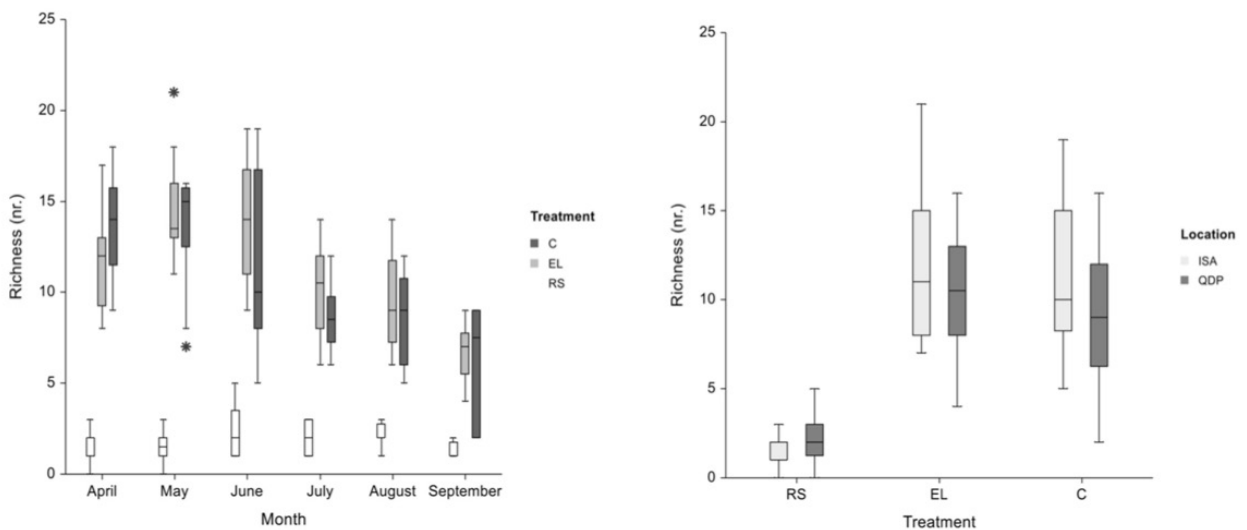 25
20
15
10
5
0
Richness (nr.)
April May June July August September
Month
Treatment
C
EL
RS
25
20
15
10
5
0
Richness (nr.)
RS EL C
Treatment
Location
ISA
QDP